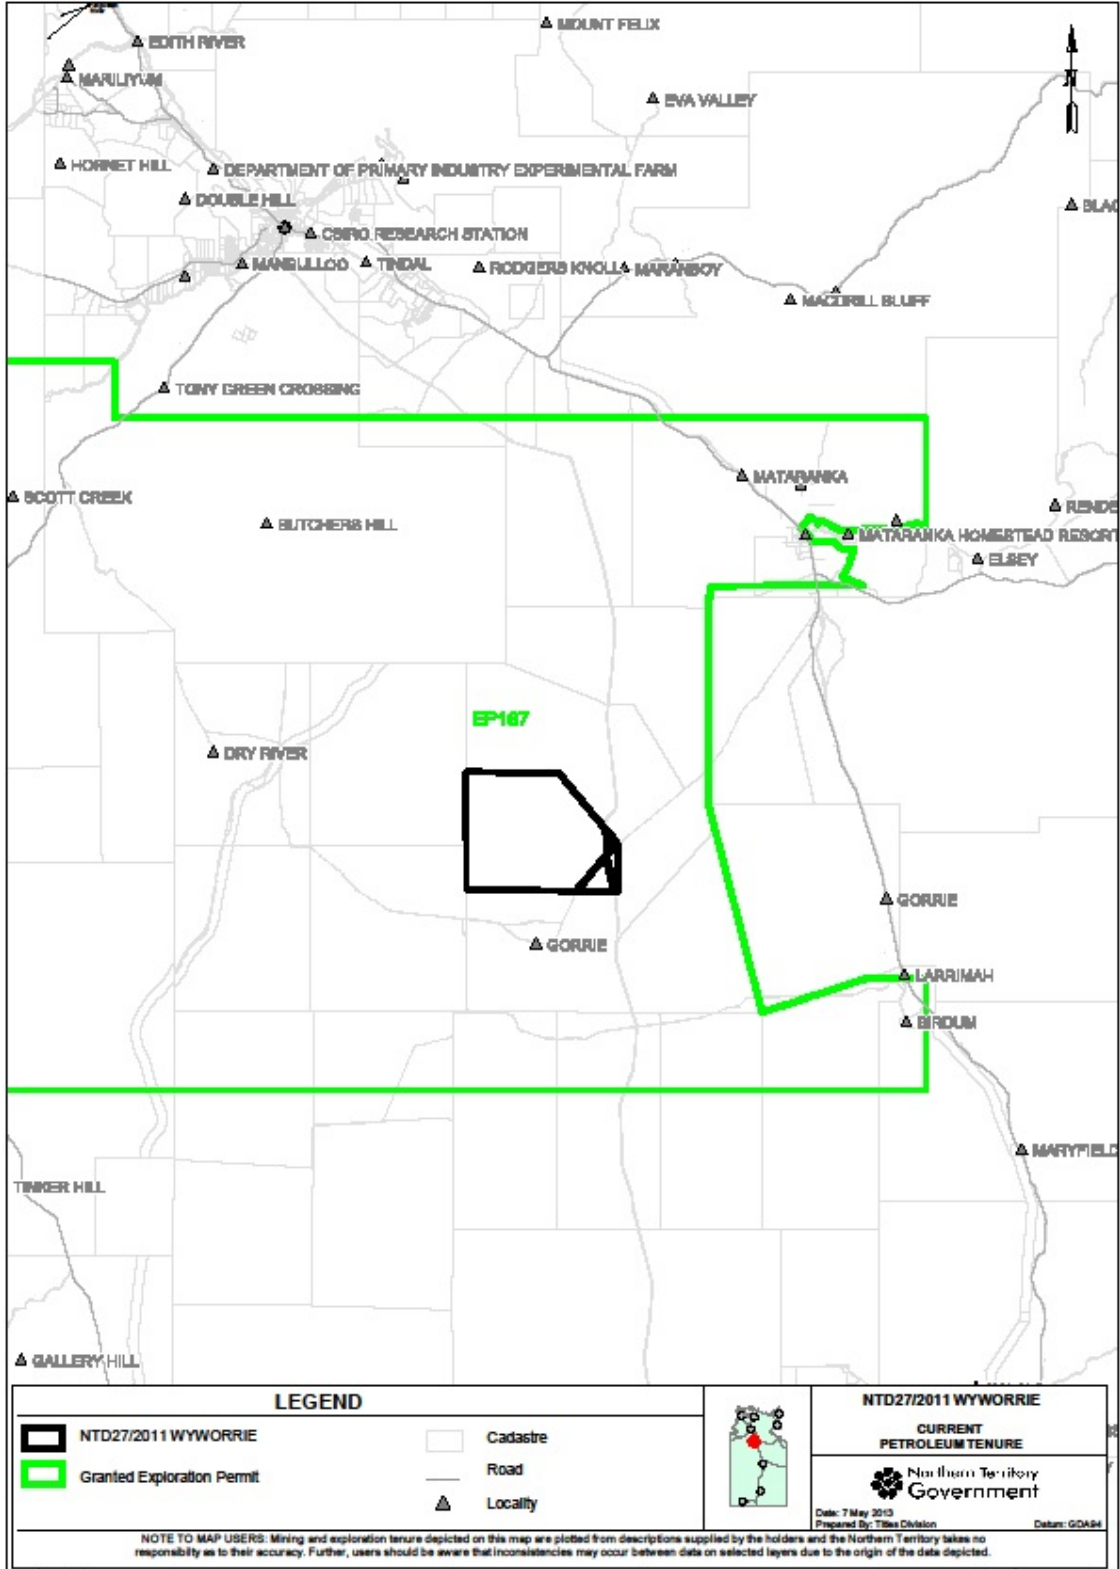 MOUNT FELIX
EDITH RIVER
MARILIYUM
EVA VALLEY
N
HORNET HILL
DEPARTMENT OF PRIMARY INDUSTRY EXPERIMENTAL FARM
DOUBLE HILL
BLAC
CSIRO RESEARCH STATION
MANBULLOO
TINDAL
RODGERS KNOLL
MARANBOY
MACDRILL BLUFF
TONY GREEN CROSSING
MATARANKA
SCOTT CREEK
BUTCHERS HILL
RENDE
MATARANKA HOMESTEAD RESORT
ELSEY
EP167
DRY RIVER
GORRIE
GORRIE
LARRIMAH
BIRDUM
MARYFIELD
TINKER HILL
GALLERY HILL
LEGEND
NTD27/2011 WYWORRIE
Granted Exploration Permit
Cadastre
Road
Locality
NTD27/2011 WYWORRIE
CURRENT
PETROLEUM TENURE
Northern Territory
Government
Date: 7 May 2013
Prepared By: Titles Division
Datum: GDA94
NOTE TO MAP USERS: Mining and exploration tenure depicted on this map are plotted from descriptions supplied by the holders and the Northern Territory takes no
responsibility as to their accuracy. Further, users should be aware that inconsistencies may occur between data on selected layers due to the origin of the data depicted.